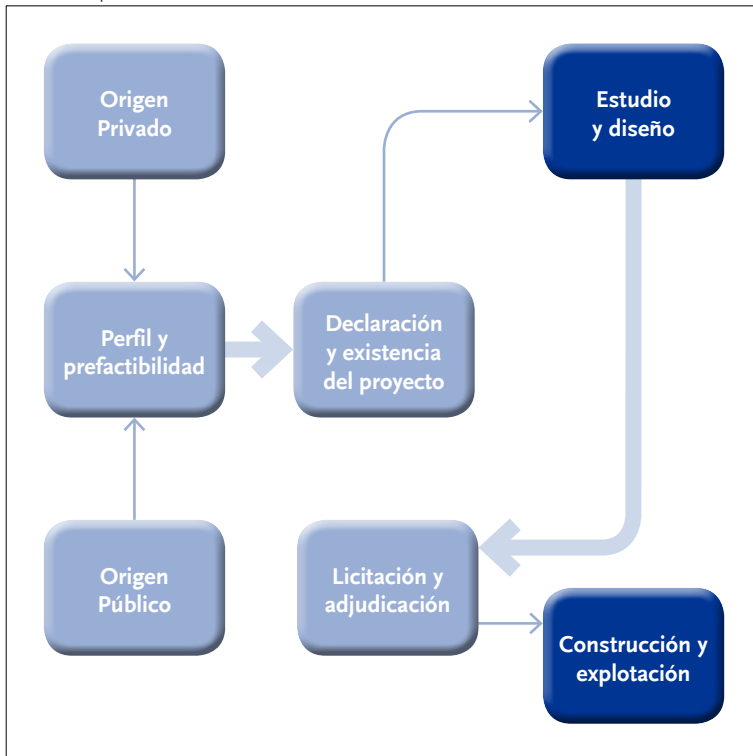 Origen
Privado
Estudio
y diseño
Perfil y
prefactibilidad
Declaración
y existencia
del proyecto
Origen
Público
Licitación y
adjudicación
Construcción y
explotación